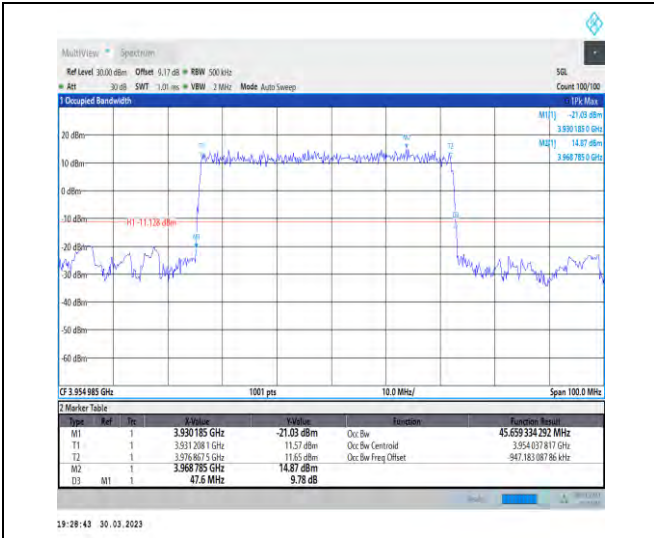 MultiView Spectrum
Ref Level 30.00 dBm Offset 9.17 dB RBW 500 kHz SGL
Att 30 dB SWT 1.01 ms VBW 2 MHz Mode Auto Sweep Count 100/100
1 Occupied Bandwidth 1Pk Max
M1[1] -21.03 dBm
3.930 185 0 GHz
M2[1] 14.87 dBm
3.968 785 0 GHz
20 dBm
10 dBm
0 dBm
-10 dBm
H1 -11.128 dBm
-20 dBm
-30 dBm
-40 dBm
-50 dBm
-60 dBm
T1
M2
T2
D3
M1
CF 3.954 985 GHz 1001 pts 10.0 MHz/ Span 100.0 MHz
2 Marker Table
Type Ref Trc X-Value Y-Value Function Function Result
M1 1 3.930 185 GHz -21.03 dBm Occ Bw 45.659 334 292 MHz
T1 1 3.931 208 1 GHz 11.57 dBm Occ Bw Centroid 3.954 037 817 GHz
T2 1 3.976 867 5 GHz 11.65 dBm Occ Bw Freq Offset -947.183 087 86 kHz
M2 1 3.968 785 GHz 14.87 dBm
D3 M1 1 47.6 MHz 9.78 dB
19:28:43 30.03.2023